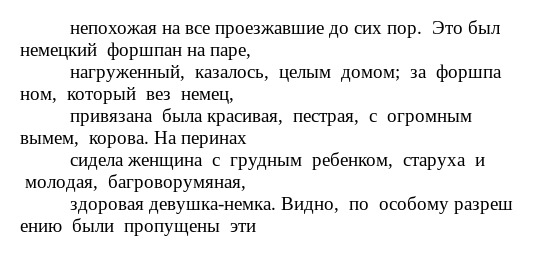 непохожая на все проезжавшие до сих пор. Это был
немецкий форшпан на паре,
нагруженный, казалось, целым домом; за форшпа
ном, который вез немец,
привязана была красивая, пестрая, с огромным
вымем, корова. На перинах
сидела женщина с грудным ребенком, старуха и
молодая, багроворумяная,
здоровая девушка-немка. Видно, по особому разреш
ению были пропущены эти